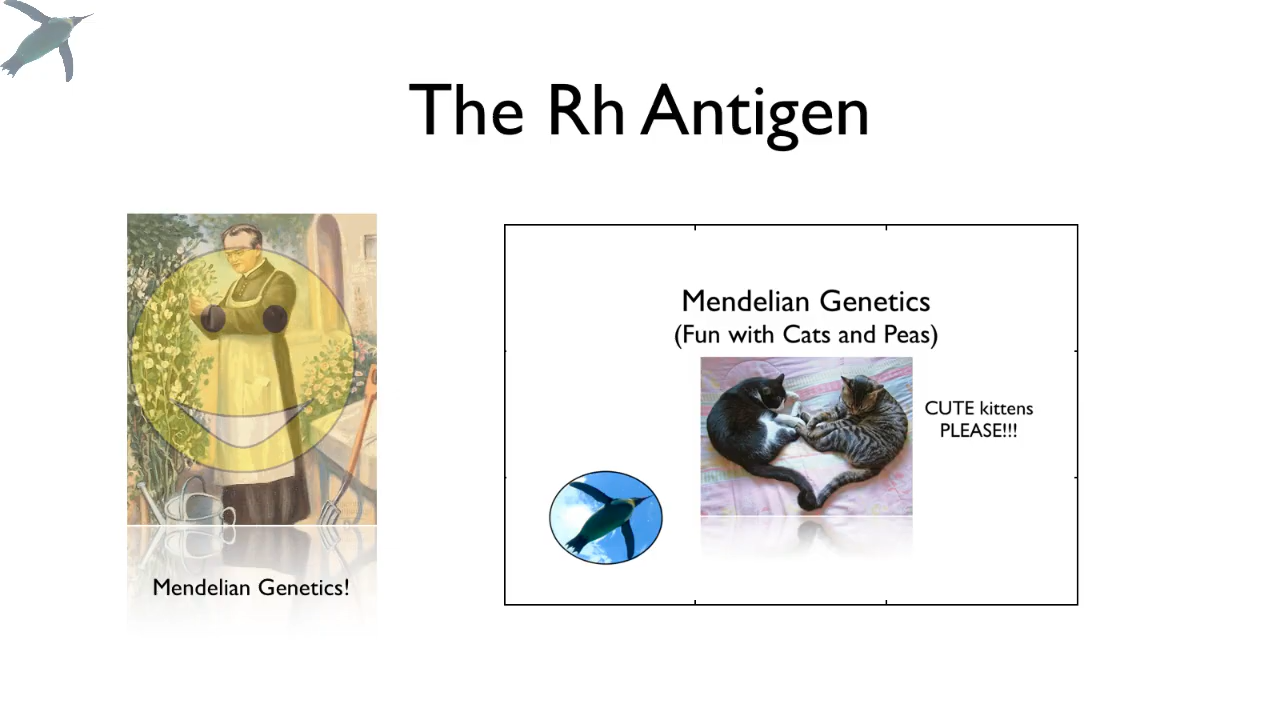 The Rh Antigen
Mendelian Genetics
(Fun with Cats and Peas)
CUTE kittens
PLEASE!!!
Mendelian Genetics!